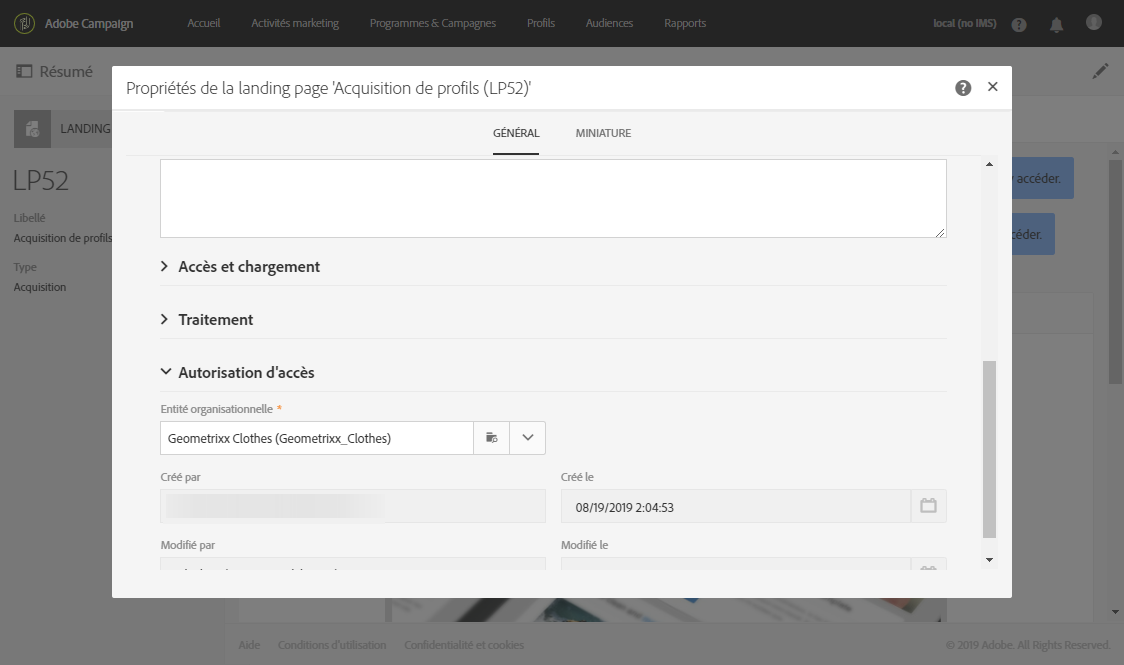 Adobe Campaign
Accueil
Activités marketing
Programmes & Campagnes
Profils
Audiences
Rapports
local (no IMS)
?
Résumé
Propriétés de la landing page 'Acquisition de profils (LP52)'
?
LANDING
GÉNÉRAL
MINIATURE
accéder.
LP52
Libellé
Acquisition de profils
Type
Acquisition
Accès et chargement
Traitement
Autorisation d'accès
Entité organisationnelle *
Geometrixx Clothes (Geometrixx_Clothes)
Créé par
Créé le
08/19/2019 2:04:53
Modifié par
Modifié le
Aide
Conditions d'utilisation
Confidentialité et cookies
© 2019 Adobe. All Rights Reserved.